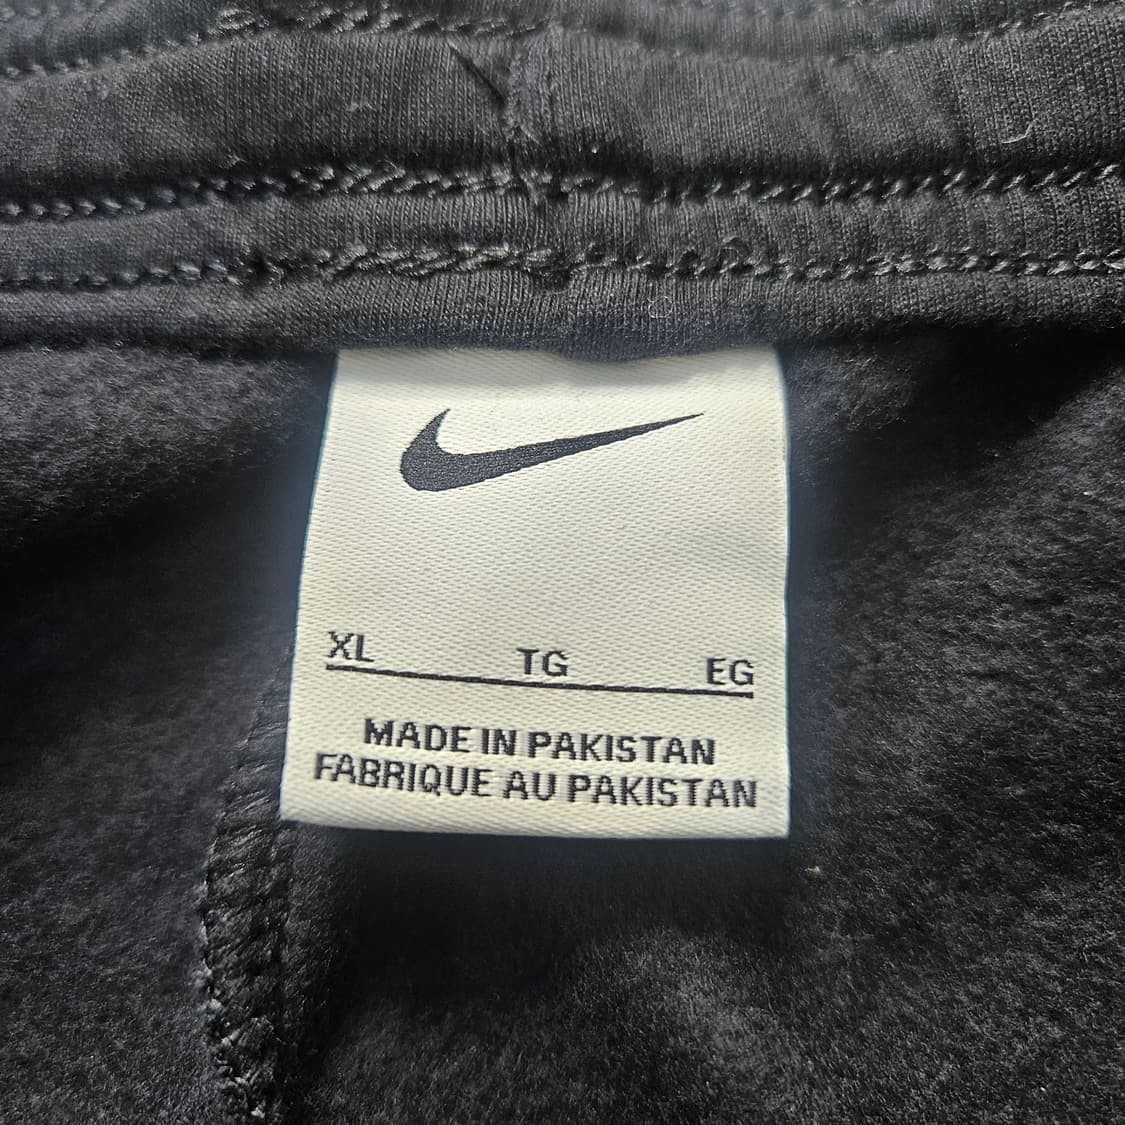 XL TG EG
MADE IN PAKISTAN
FABRIQUE AU PAKISTAN